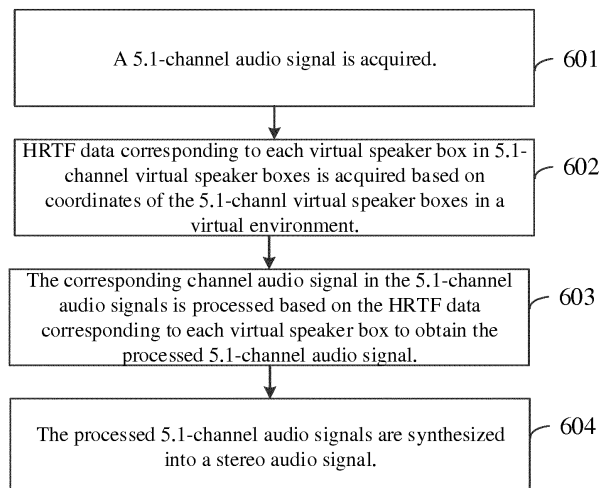 A 5.1-channel audio signal is acquired.
601
HRTF data corresponding to each virtual speaker box in 5.1-
channel virtual speaker boxes is acquired based on
coordinates of the 5.1-channl virtual speaker boxes in a
virtual environment.
602
The corresponding channel audio signal in the 5.1-channel
audio signals is processed based on the HRTF data
corresponding to each virtual speaker box to obtain the
processed 5.1-channel audio signal.
603
The processed 5.1-channel audio signals are synthesized
into a stereo audio signal.
604